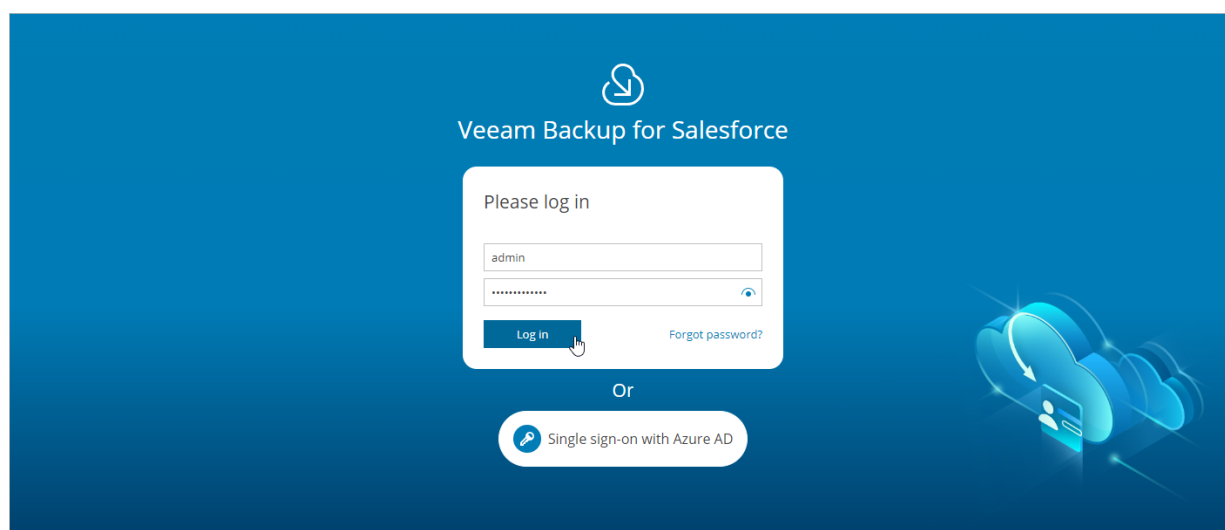 Veeam Backup for Salesforce
Please log in
admin
•••••••••••••
Log in
Forgot password?
Or
Single sign-on with Azure AD